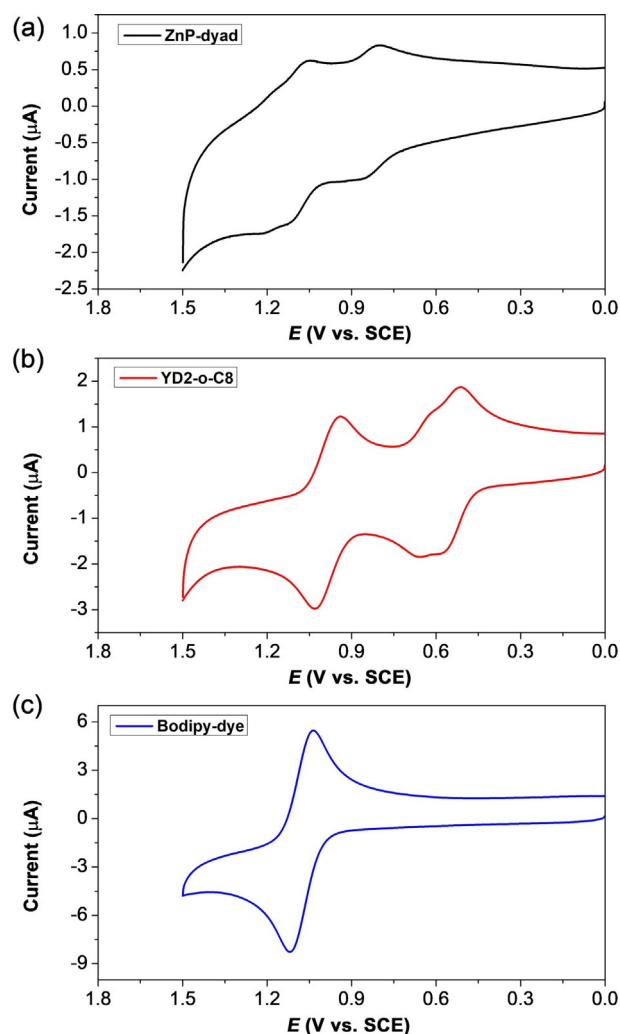 (a)
ZnP-dyad
1.0
0.5
0.0
-0.5
-1.0
-1.5
-2.0
-2.5
Current (μA)
1.8 1.5 1.2 0.9 0.6 0.3 0.0
E (V vs. SCE)
(b)
YD2-o-C8
2
1
0
-1
-2
-3
Current (μA)
1.8 1.5 1.2 0.9 0.6 0.3 0.0
E (V vs. SCE)
(c)
Bodipy-dye
6
3
0
-3
-6
-9
Current (μA)
1.8 1.5 1.2 0.9 0.6 0.3 0.0
E (V vs. SCE)